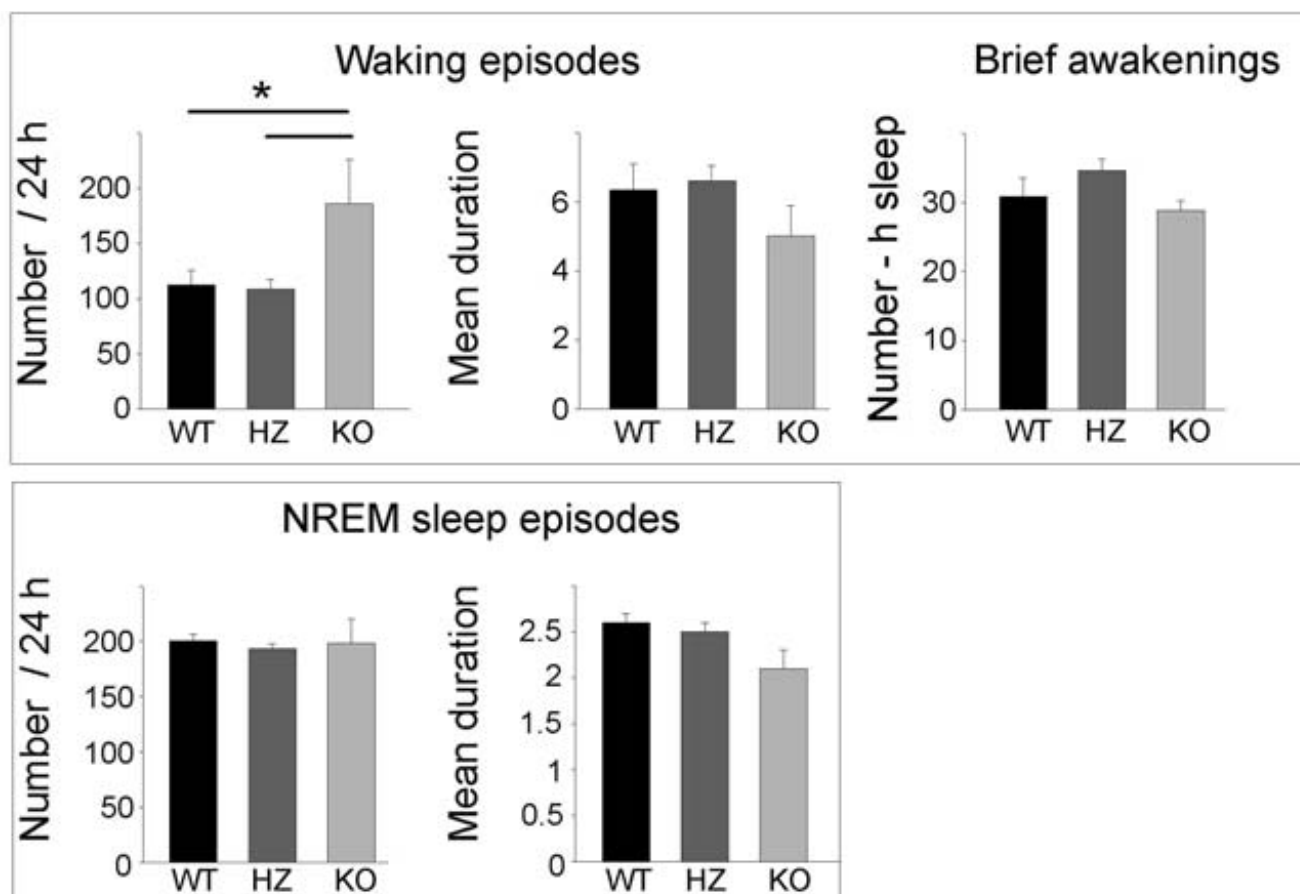 Waking episodes
Brief awakenings
*
Number / 24 h
200
150
100
50
0
WT HZ KO
Mean duration
6
4
2
0
WT HZ KO
Number - h sleep
30
20
30
0
WT HZ KO
NREM sleep episodes
Number / 24 h
200
150
100
50
0
WT HZ KO
Mean duration
2.5
2
1.5
1
0.5
0
WT HZ KO